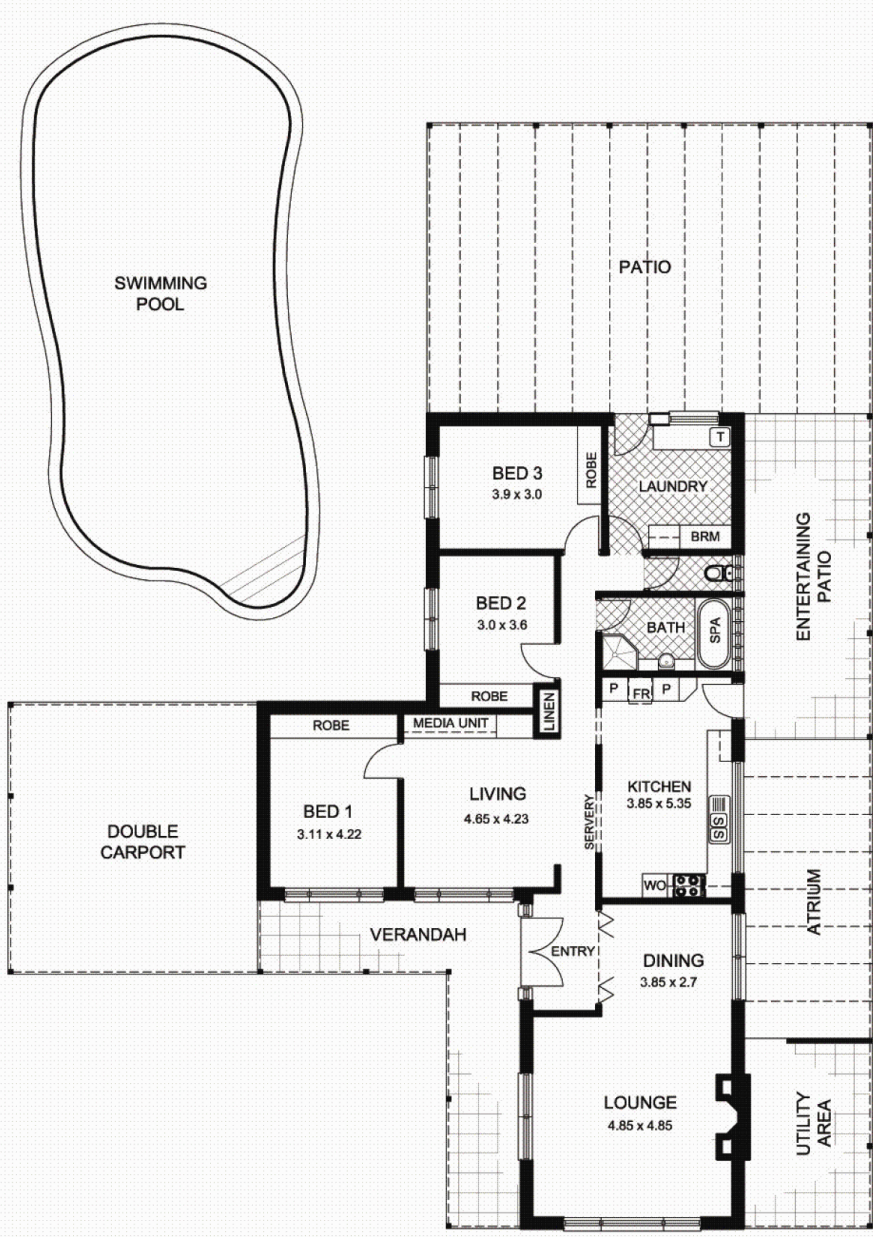 SWIMMING
POOL
PATIO
BED 3
3.9 x 3.0
ROBE
T
LAUNDRY
BRM
ENTERTAINING
PATIO
BED 2
3.0 x 3.6
BATH
SPA
ROBE
LINEN
P
FR
P
ROBE
MEDIA UNIT
BED 1
3.11 x 4.22
LIVING
4.65 x 4.23
SERVERY
KITCHEN
3.85 x 5.35
WO
DOUBLE
CARPORT
ATRIUM
VERANDAH
ENTRY
DINING
3.85 x 2.7
LOUNGE
4.85 x 4.85
UTILITY
AREA